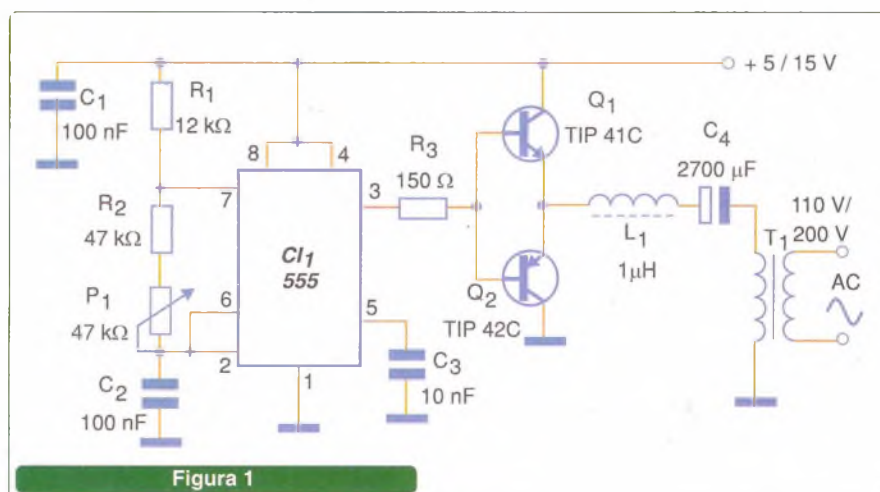 + 5 / 15 V
C1
100 nF
R1
12 kΩ
R2
47 kΩ
P1
47 kΩ
C2
100 nF
8
4
7
3
6
5
2
1
CI1
555
R3
150 Ω
C3
10 nF
Q1
TIP 41C
Q2
TIP 42C
L1
1µH
C4
2700 µF
T1
110 V/
200 V
AC
Figura 1